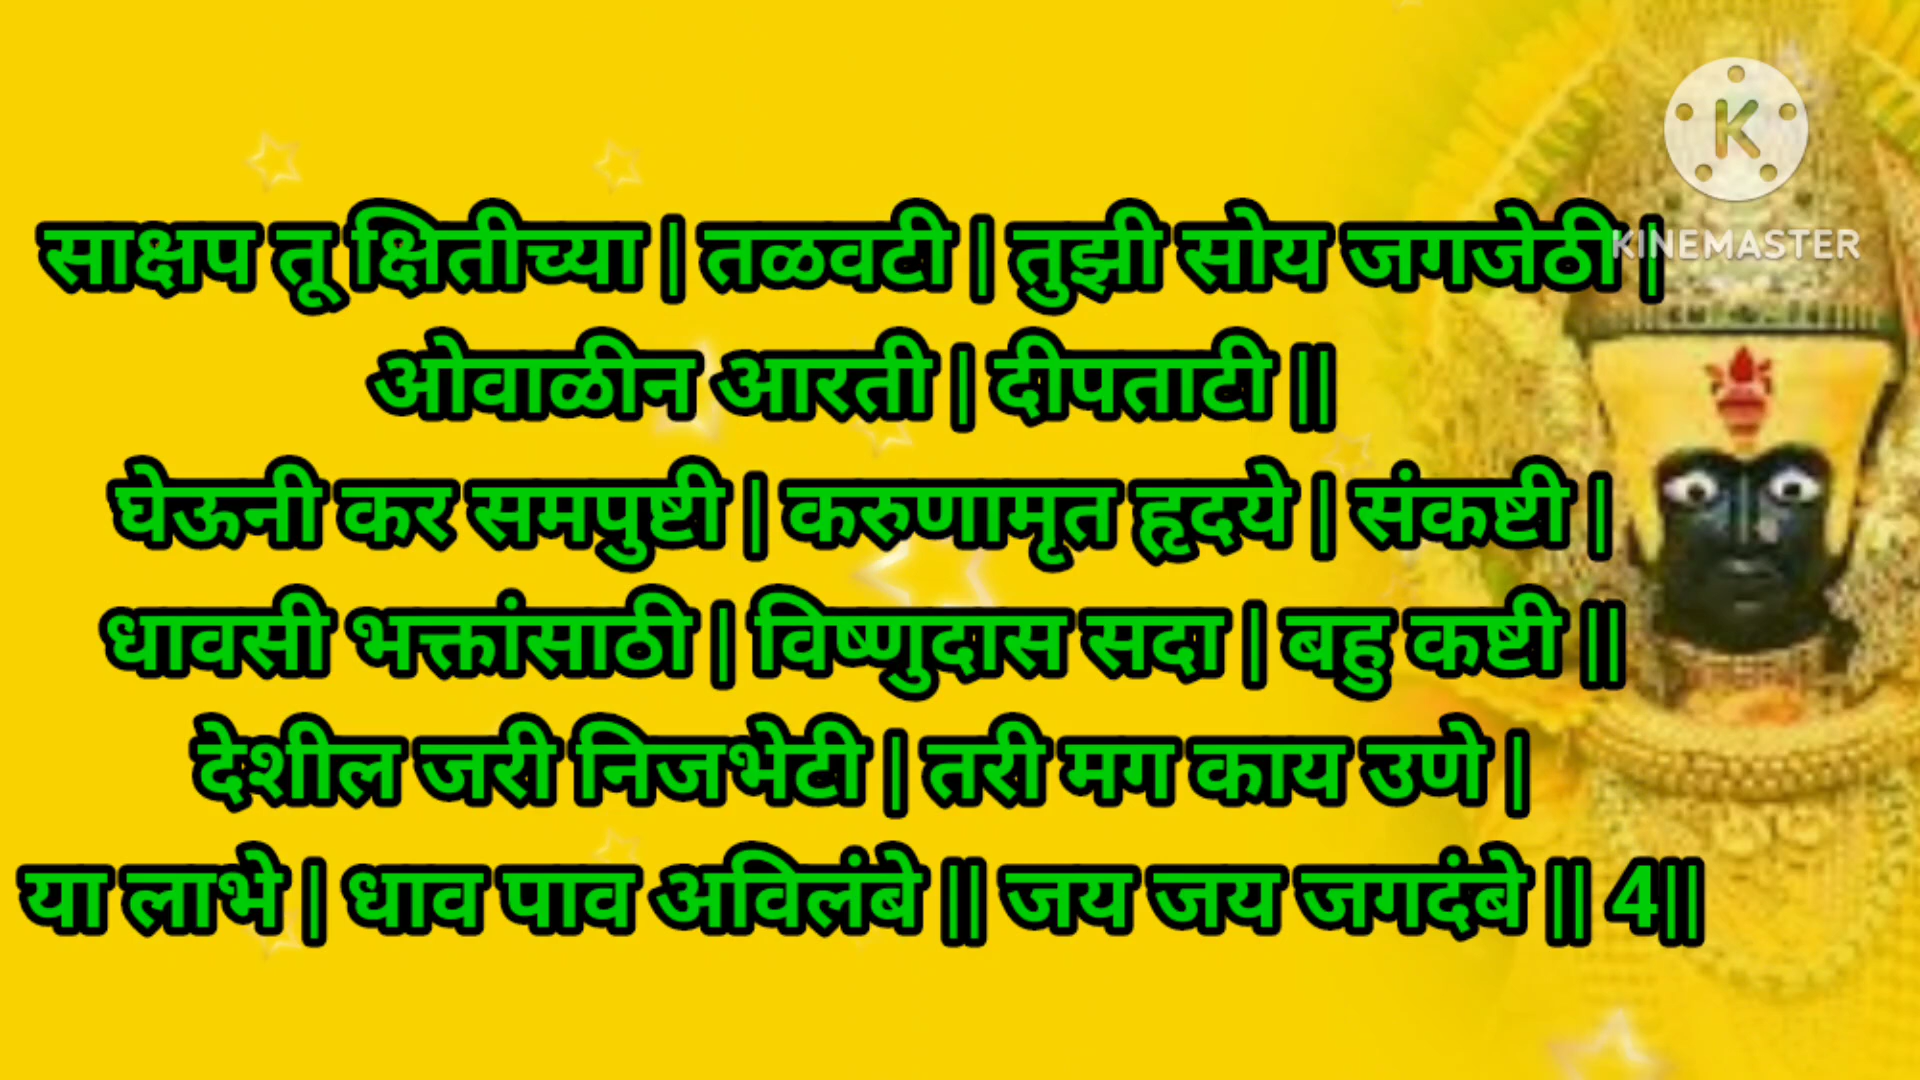 साक्षप तू क्षितीच्या | तळवटी | तुझी सोय जगजेठी |
ओवाळीन आरती | दीपताटी ||
घेऊनी कर समपुष्टी | करुणामृत हृदये | संकष्टी |
धावसी भक्तांसाठी | विष्णुदास सदा | बहु कष्टी ||
देशील जरी निजभेटी | तरी मग काय उणे |
या लाभे | धाव पाव अविलंबे || जय जय जगदंबे || 4||
K
KINEMASTER